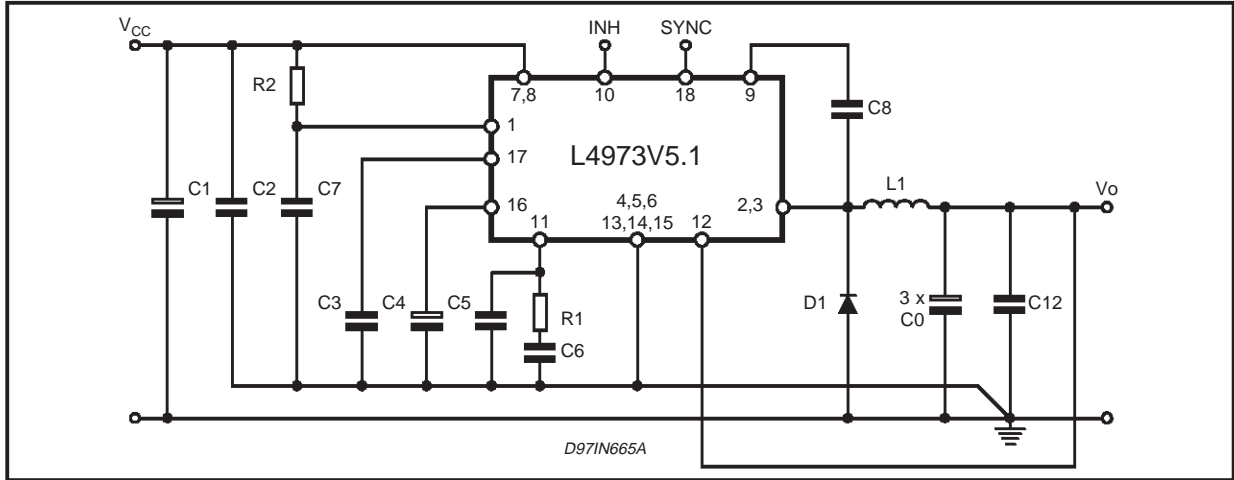 V_CC
INH
SYNC
R2
7,8
10
18
9
C8
1
L4973V5.1
17
C1
C2
C7
L1
Vo
16
4,5,6
2,3
11
13,14,15
12
C3
C4
C5
R1
D1
3 x
C0
C12
C6
D97IN665A